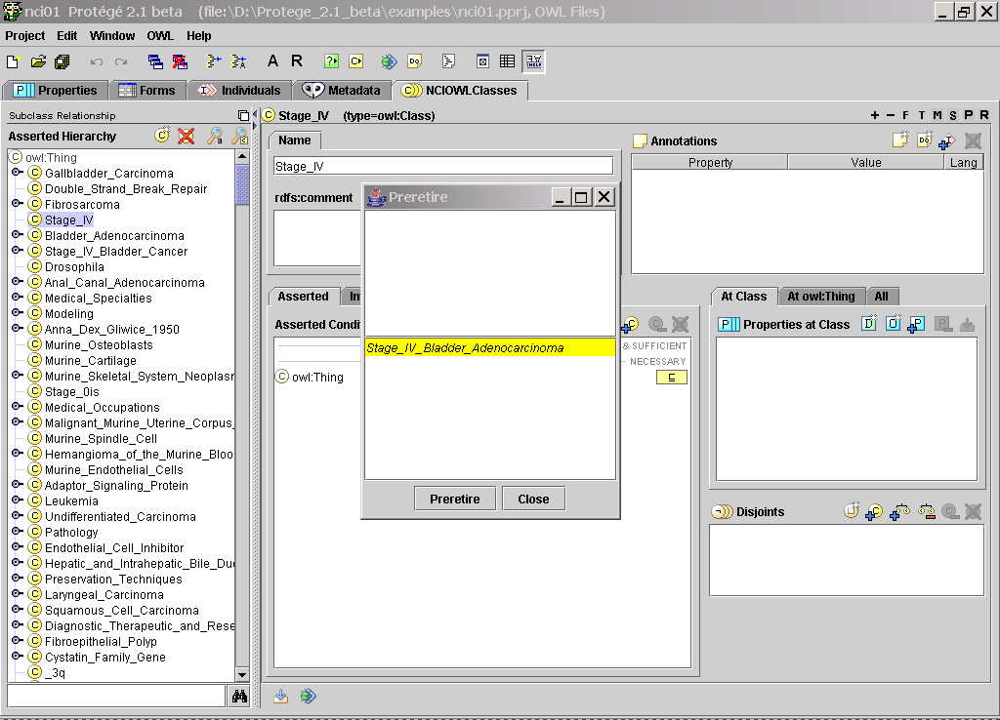 nci01 Protégé 2.1 beta (file:\D:\Protege_2.1_beta\examples\nci01.pprj, OWL Files)
Project Edit Window OWL Help
A R
Properties Forms Individuals Metadata NCIOWLClasses
Subclass Relationship
Asserted Hierarchy
owl:Thing
Gallbladder_Carcinoma
Double_Strand_Break_Repair
Fibrosarcoma
Stage_IV
Bladder_Adenocarcinoma
Stage_IV_Bladder_Cancer
Drosophila
Anal_Canal_Adenocarcinoma
Medical_Specialties
Modeling
Anna_Dex_Gliwice_1950
Murine_Osteoblasts
Murine_Cartilage
Murine_Skeletal_System_Neoplasr
Stage_0is
Medical_Occupations
Malignant_Murine_Uterine_Corpus_
Murine_Spindle_Cell
Hemangioma_of_the_Murine_Bloo
Murine_Endothelial_Cells
Adaptor_Signaling_Protein
Leukemia
Undifferentiated_Carcinoma
Pathology
Endothelial_Cell_Inhibitor
Hepatic_and_Intrahepatic_Bile_Du
Preservation_Techniques
Laryngeal_Carcinoma
Squamous_Cell_Carcinoma
Diagnostic_Therapeutic_and_Rese
Fibroepithelial_Polyp
Cystatin_Family_Gene
_3q
Stage_IV (type=owl:Class)
+ − F T M S P R
Name
Stage_IV
rdfs:comment
Annotations
Property Value Lang
Preretire
Stage_IV_Bladder_Adenocarcinoma
Preretire Close
Asserted
Asserted Condi
& SUFFICIENT
NECESSARY
owl:Thing
At Class At owl:Thing All
Properties at Class
Disjoints